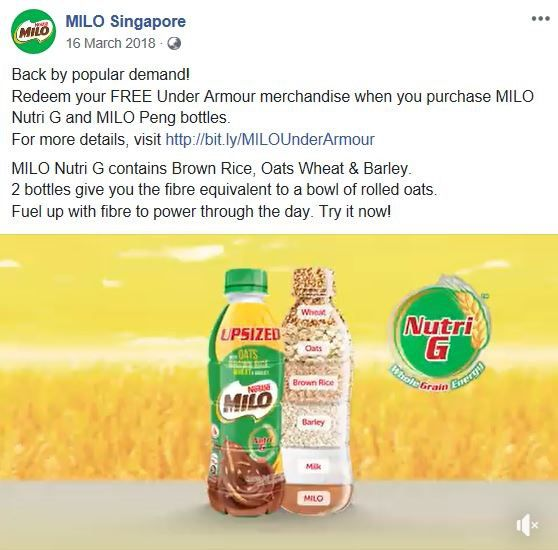 MILO
MILO Singapore
16 March 2018 ·
Back by popular demand!
Redeem your FREE Under Armour merchandise when you purchase MILO
Nutri G and MILO Peng bottles.
For more details, visit http://bit.ly/MILOUnderArmour
MILO Nutri G contains Brown Rice, Oats Wheat & Barley.
2 bottles give you the fibre equivalent to a bowl of rolled oats.
Fuel up with fibre to power through the day. Try it now!
UPSIZED
OATS
BROWN RICE
WHEAT & BARLEY
Nestlé
MILO
Nutri
G
Wheat
Oats
Brown Rice
Barley
Milk
MILO
Nutri
G
Whole Grain Energy
TM